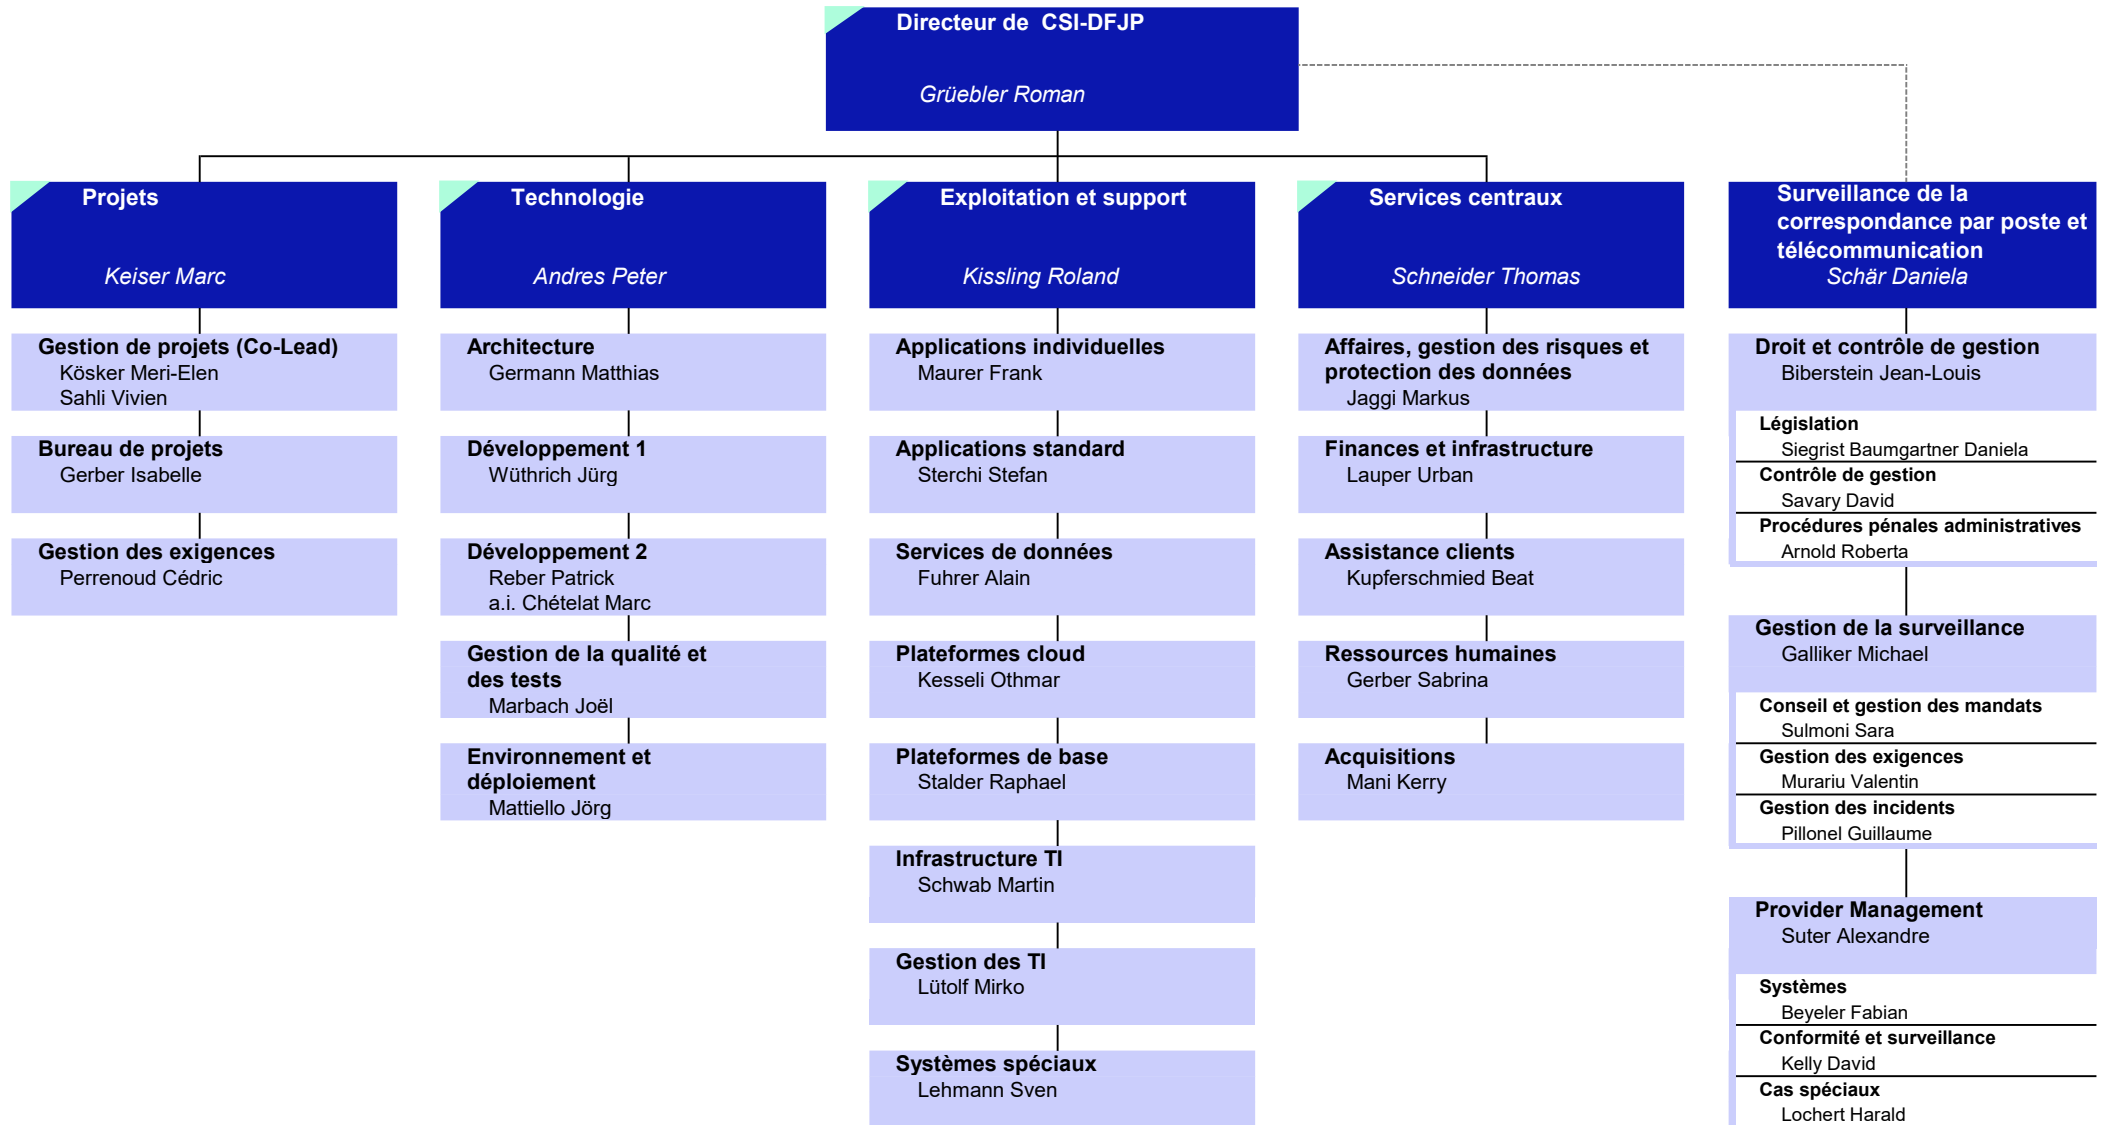 Directeur de  CSI-DFJP
Grüebler Roman
Projets
Keiser Marc
Gestion de projets (Co-Lead)
Kösker Meri-Elen
Sahli Vivien
Bureau de projets
Gerber Isabelle
Gestion des exigences
Perrenoud Cédric
Technologie
Andres Peter
Architecture
Germann Matthias
Développement 1
Wüthrich Jürg
Développement 2
Reber Patrick
a.i. Chételat Marc
Gestion de la qualité et
des tests
Marbach Joël
Environnement et
déploiement
Mattiello Jörg
Exploitation et support
Kissling Roland
Applications individuelles
Maurer Frank
Applications standard
Sterchi Stefan
Services de données
Fuhrer Alain
Plateformes cloud
Kesseli Othmar
Plateformes de base
Stalder Raphael
Infrastructure TI
Schwab Martin
Gestion des TI
Lütolf Mirko
Systèmes spéciaux
Lehmann Sven
Services centraux
Schneider Thomas
Affaires, gestion des risques et
protection des données
Jaggi Markus
Finances et infrastructure
Lauper Urban
Assistance clients
Kupferschmied Beat
Ressources humaines
Gerber Sabrina
Acquisitions
Mani Kerry
Surveillance de la
correspondance par poste et
télécommunication
Schär Daniela
Droit et contrôle de gestion
Biberstein Jean-Louis
Législation
Siegrist Baumgartner Daniela
Contrôle de gestion
Savary David
Procédures pénales administratives
Arnold Roberta
Gestion de la surveillance
Galliker Michael
Conseil et gestion des mandats
Sulmoni Sara
Gestion des exigences
Murariu Valentin
Gestion des incidents
Pillonel Guillaume
Provider Management
Suter Alexandre
Systèmes
Beyeler Fabian
Conformité et surveillance
Kelly David
Cas spéciaux
Lochert Harald